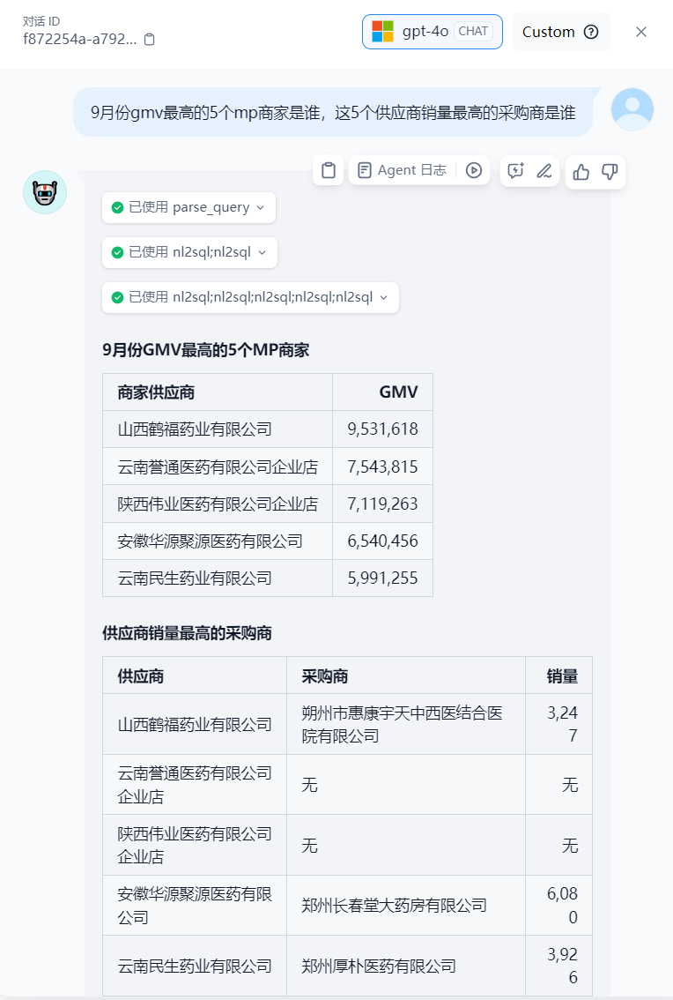 对话 ID
f872254a-a792...
gpt-4o CHAT
Custom
9月份gmv最高的5个mp商家是谁，这5个供应商销量最高的采购商是谁
Agent 日志
已使用 parse_query
已使用 nl2sql;nl2sql
已使用 nl2sql;nl2sql;nl2sql;nl2sql;nl2sql
9月份GMV最高的5个MP商家
商家供应商 GMV
山西鹤福药业有限公司 9,531,618
云南誉通医药有限公司企业店 7,543,815
陕西伟业医药有限公司企业店 7,119,263
安徽华源聚源医药有限公司 6,540,456
云南民生药业有限公司 5,991,255
供应商销量最高的采购商
供应商 采购商 销量
山西鹤福药业有限公司 朔州市惠康宇天中西医结合医 3,24
院有限公司 7
云南誉通医药有限公司
企业店 无 无
陕西伟业医药有限公司
企业店 无 无
安徽华源聚源医药有限
公司 郑州长春堂大药房有限公司 6,08
0
云南民生药业有限公司 郑州厚朴医药有限公司 3,92
6